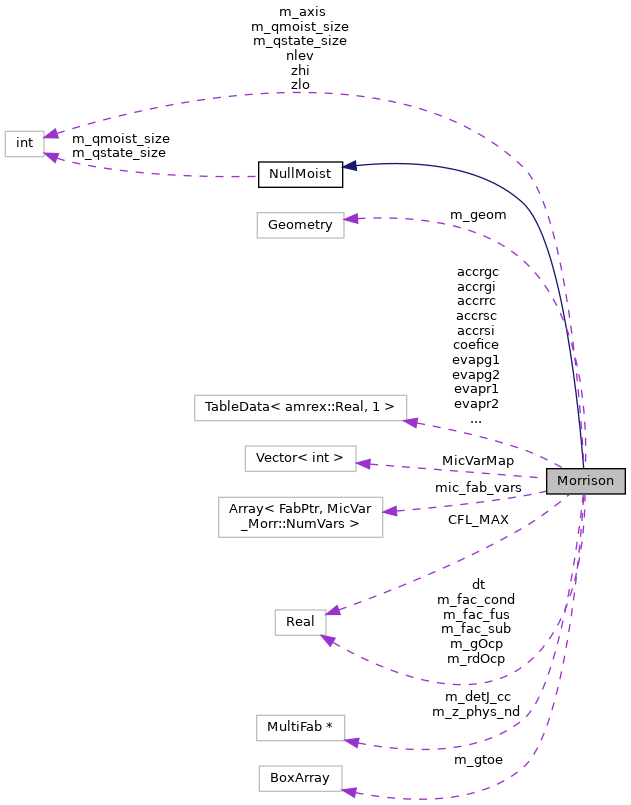 m_axis
m_qmoist_size
m_qstate_size
nlev
zhi
zlo
int
m_qmoist_size
m_qstate_size
NullMoist
Geometry
m_geom
accrgc
accrgi
accrrc
accrsc
accrsi
coefice
evapg1
evapg2
evapr1
evapr2
...
TableData< amrex::Real, 1 >
Vector< int >
MicVarMap
Morrison
mic_fab_vars
Array< FabPtr, MicVar
_Morr::NumVars >
CFL_MAX
Real
dt
m_fac_cond
m_fac_fus
m_fac_sub
m_gOcp
m_rdOcp
m_detJ_cc
m_z_phys_nd
MultiFab *
m_gtoe
BoxArray